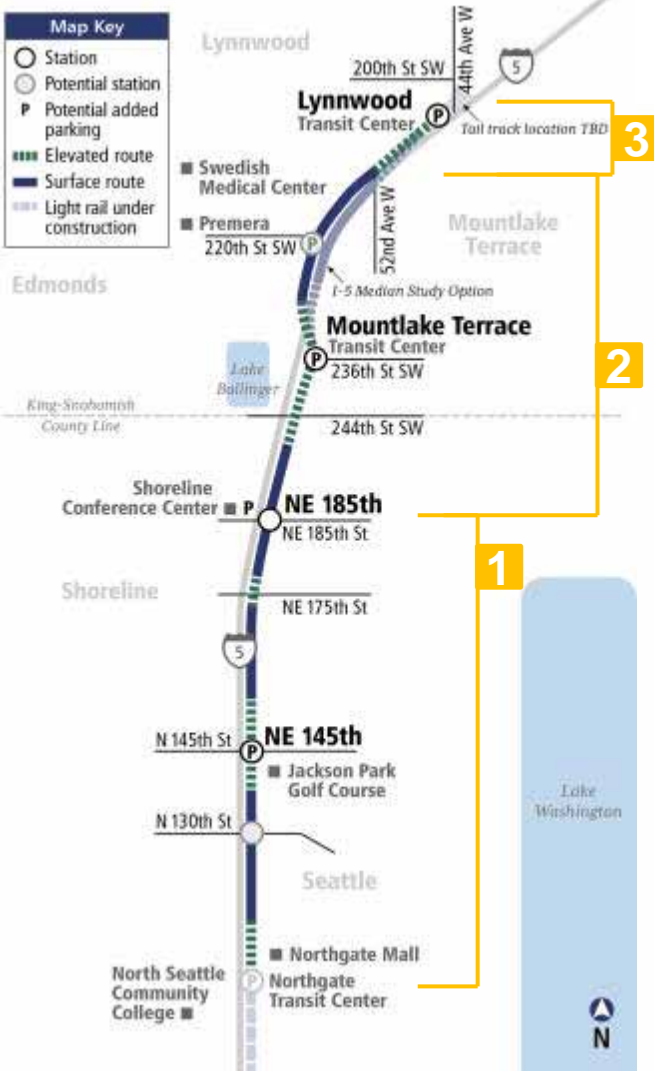 Map Key
Station
Potential station
P Potential added
parking
Elevated route
Surface route
Light rail under
construction
Lynnwood
200th St SW
44th Ave W
5
Lynnwood
Transit Center
P
Tail track location TBD
3
Swedish
Medical Center
Premera
220th St SW
P
52nd Ave W
Mountlake
Terrace
Edmonds
I-5 Median Study Option
Mountlake Terrace
Transit Center
P
236th St SW
2
Lake
Ballinger
King-Snohomish
County Line
244th St SW
Shoreline
Conference Center P
NE 185th
NE 185th St
1
Shoreline
NE 175th St
5
N 145th St
P
NE 145th
Jackson Park
Golf Course
N 130th St
Lake
Washington
Seattle
Northgate Mall
North Seattle
Community
College
P
Northgate
Transit Center
N